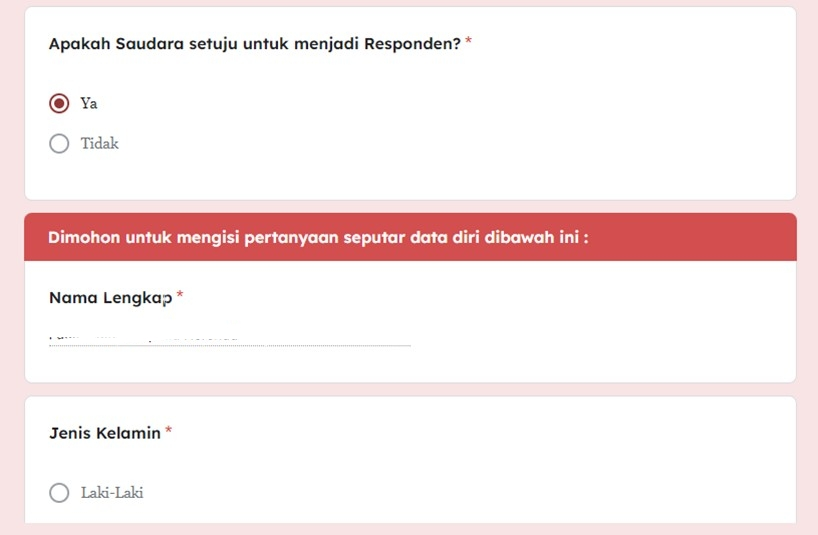 Apakah Saudara setuju untuk menjadi Responden? *
Ya
Tidak
Dimohon untuk mengisi pertanyaan seputar data diri dibawah ini :
Nama Lengkap *
Jenis Kelamin *
Laki-Laki